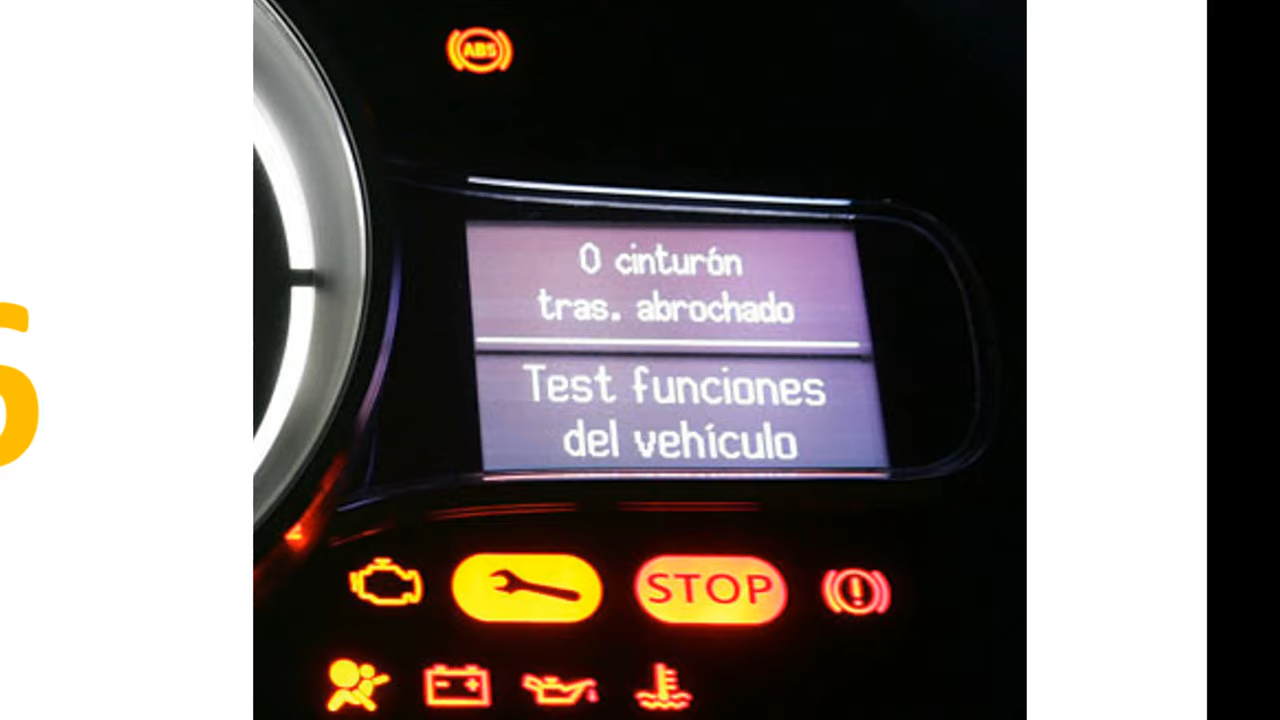 ABS
0 cinturón
tras. abrochado
Test funciones
del vehículo
STOP